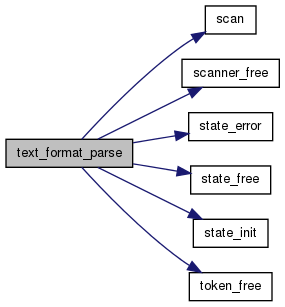 scan
scanner_free
state_error
text_format_parse
state_free
state_init
token_free